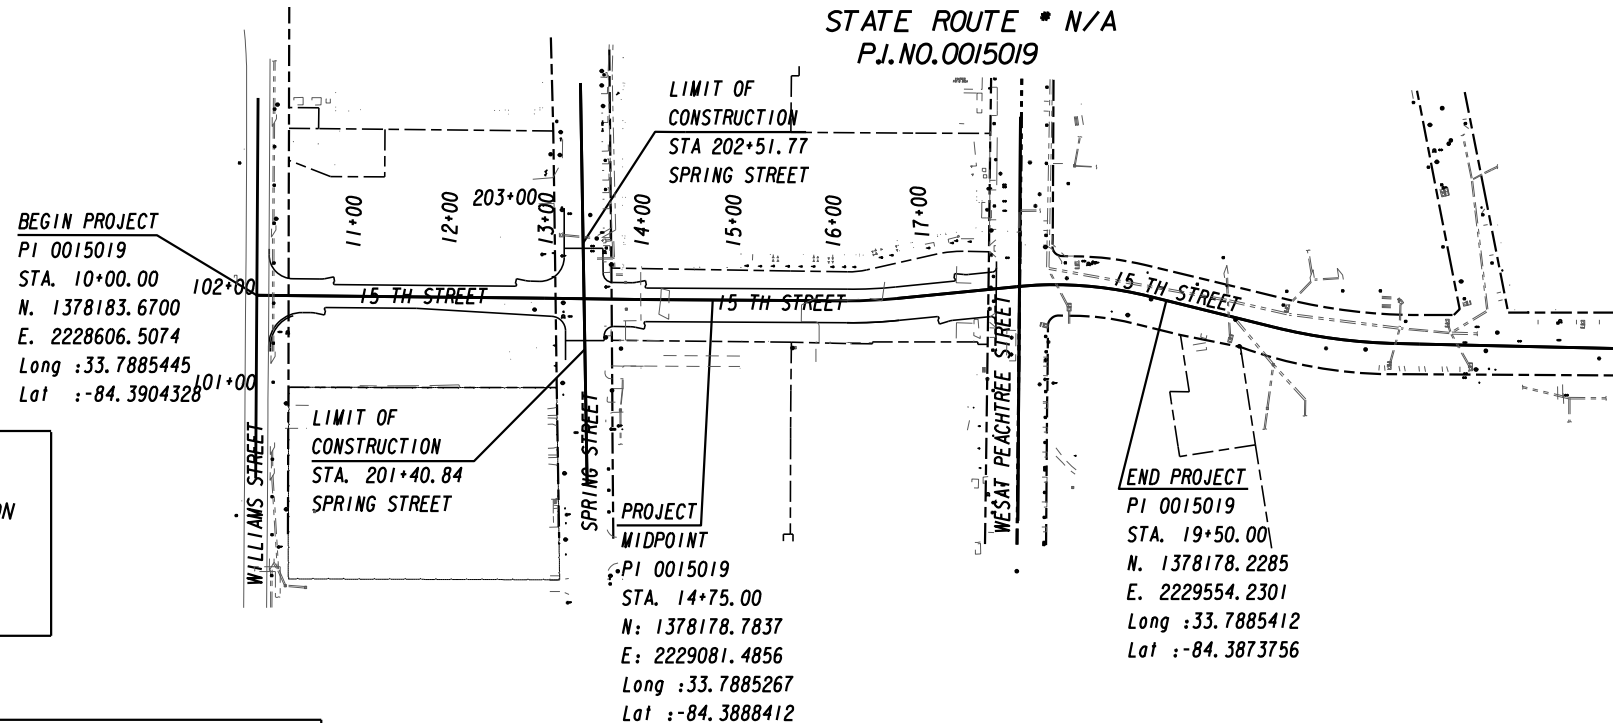 STATE ROUTE * N/A
P.I.NO.0015019
LIMIT OF
CONSTRUCTION
STA 202+51.77
SPRING STREET
BEGIN PROJECT
PI 0015019
STA. 10+00.00
N. 1378183.6700
E. 2228606.5074
Long :33.7885445
Lat :-84.3904328
102+00
101+00
11+00
12+00
203+00
13+00
14+00
15+00
16+00
17+00
15 TH STREET
15 TH STREET
15 TH STREET
WILLIAMS STREET
SPRING STREET
WESAT PEACHTREE STREET
LIMIT OF
CONSTRUCTION
STA. 201+40.84
SPRING STREET
PROJECT
MIDPOINT
PI 0015019
STA. 14+75.00
N: 1378178.7837
E: 2229081.4856
Long :33.7885267
Lat :-84.3888412
END PROJECT
PI 0015019
STA. 19+50.00
N. 1378178.2285
E. 2229554.2301
Long :33.7885412
Lat :-84.3873756